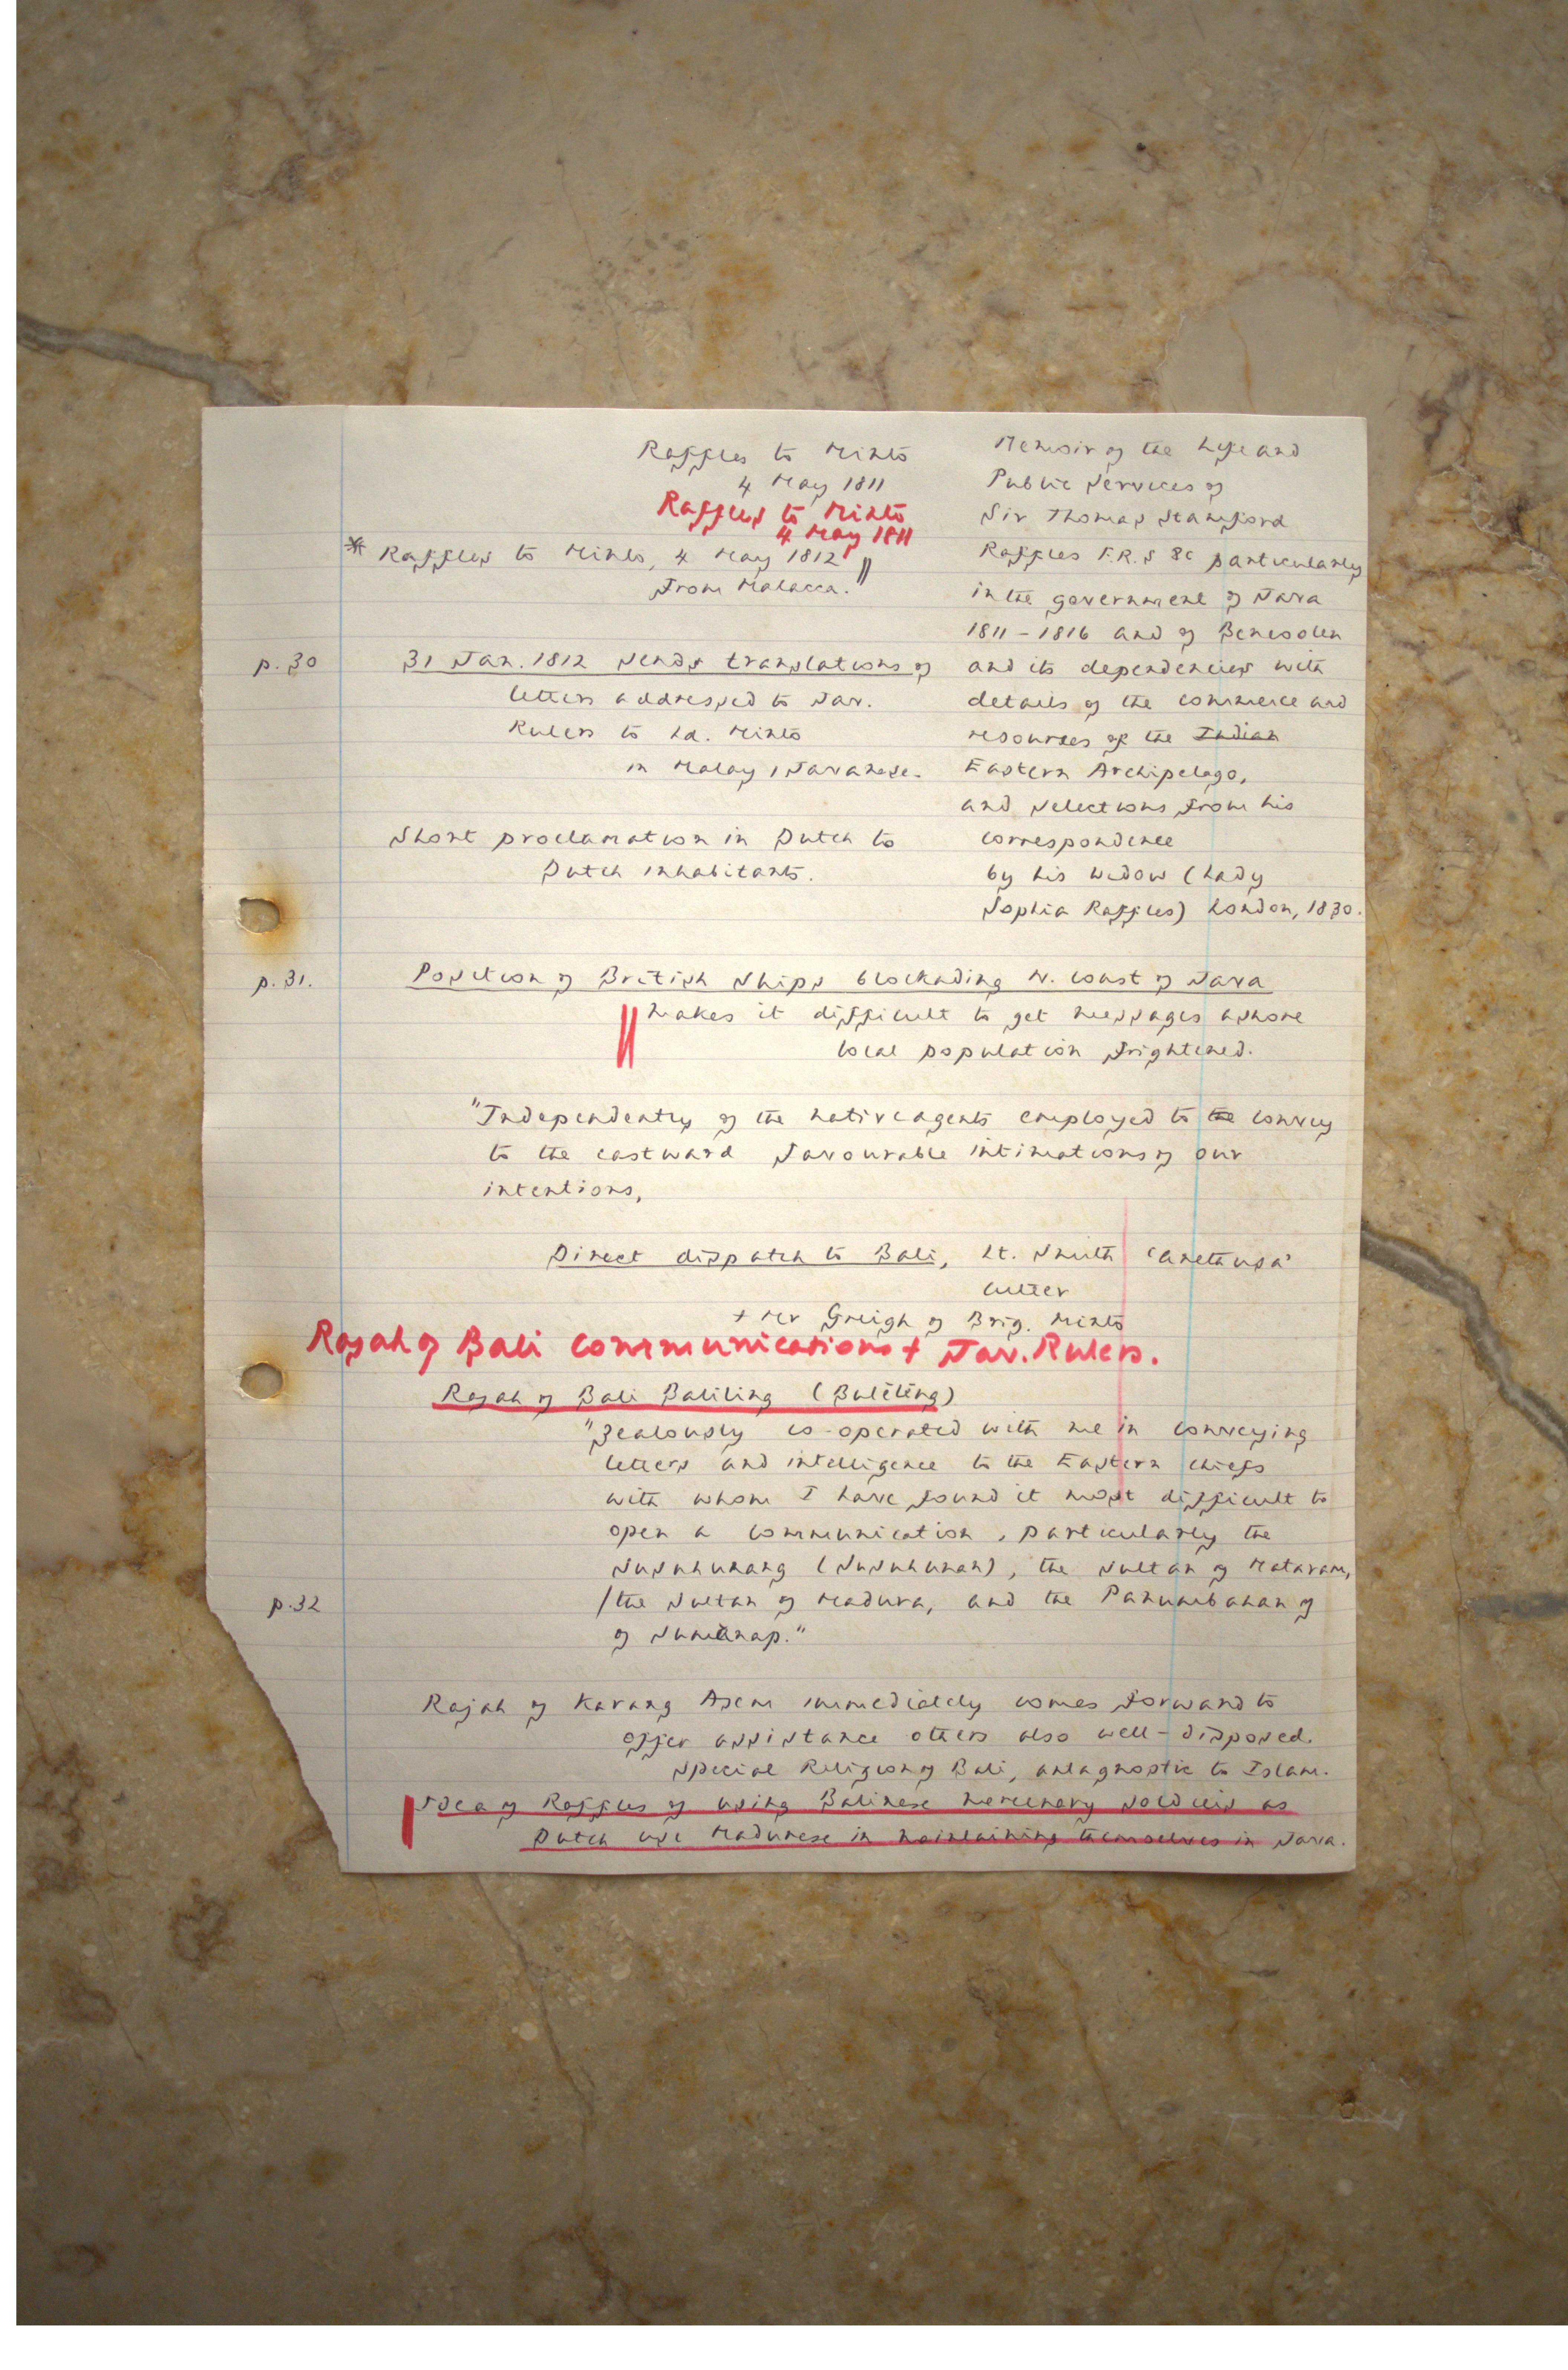 Raffles to Minto
4 May 1811
Raffles to Minto
4 May 1811
* Raffles to Minto, 4 May 1812 //
from Malacca.
Memoir of the Life and
Public Services of
Sir Thomas Stamford
Raffles F.R.S &c particularly
in the government of Java
1811 - 1816 and of Bencoolen
and its dependencies with
details of the commerce and
resources of the Indian
Eastern Archipelago,
and selections from his
correspondence
by his widow (Lady
Sophia Raffles) London, 1830.
p. 30 31 Jan. 1812 sends translations of
letters addressed to Jav.
Rulers to Ld. Minto
in Malay / Javanese.
Short proclamation in Dutch to
Dutch inhabitants.
p. 31. Position of British ships blockading N. coast of Java
makes it difficult to get messages ashore
local population frightened.
"Independently of the native agents employed to the convey
to the eastward favourable intimations of our
intentions,
Direct dispatch to Bali, Lt. Smith 'Arethusa'
cutter
+ Mr Greigh of Brig. Minto
Rajah of Bali Communications + Jav. Rulers.
Rajah of Bali Baliling (Bulèlèng)
"Zealously co-operated with me in conveying
letters and intelligence to the Eastern chiefs
with whom I have found it most difficult to
open a communication, particularly the
Susuhunang (Susuhunan), the Sultan of Mataram,
p. 32 /the Sultan of Madura, and the Panumbahan of
of Sumanap."
Rajah of Karang Asem immediately comes forward to
offer assistance others also well-disposed.
Special Religion of Bali, antagnostic to Islam.
Idea of Raffles of using Balinese mercenary soldiers as
Dutch use Madurese in maintaining themselves in Java.